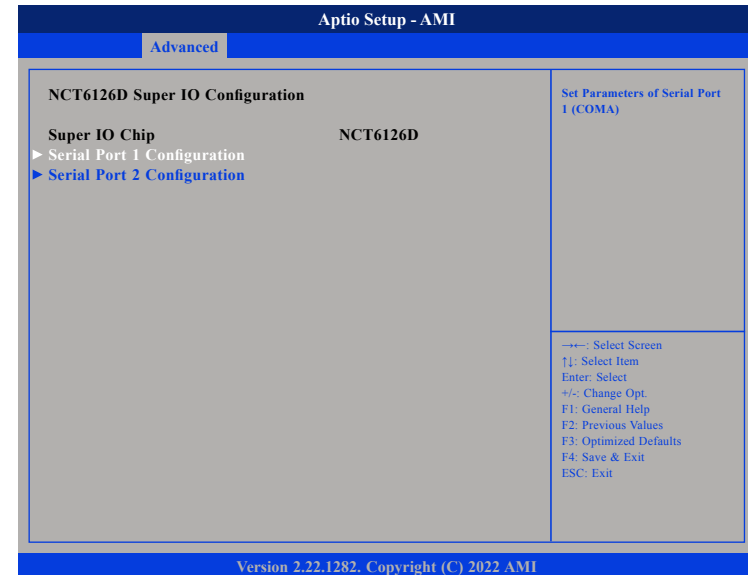 Aptio Setup - AMI
Advanced
NCT6126D Super IO Configuration
Super IO Chip NCT6126D
► Serial Port 1 Configuration
► Serial Port 2 Configuration
Set Parameters of Serial Port
1 (COMA)
→←: Select Screen
↑↓: Select Item
Enter: Select
+/-: Change Opt.
F1: General Help
F2: Previous Values
F3: Optimized Defaults
F4: Save & Exit
ESC: Exit
Version 2.22.1282. Copyright (C) 2022 AMI